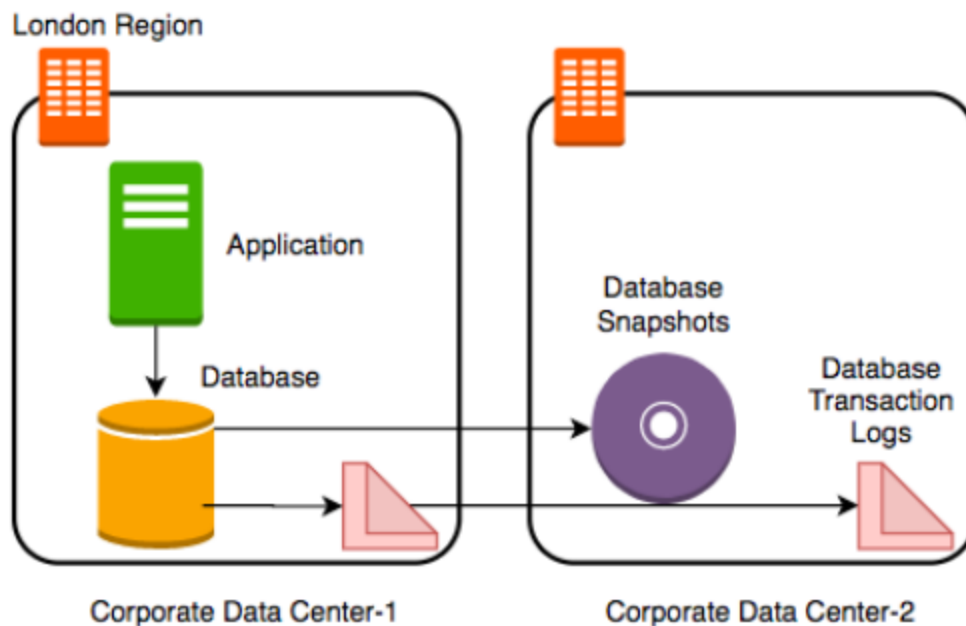 London Region
Application
Database
Database
Snapshots
Database
Transaction
Logs
Corporate Data Center-1
Corporate Data Center-2